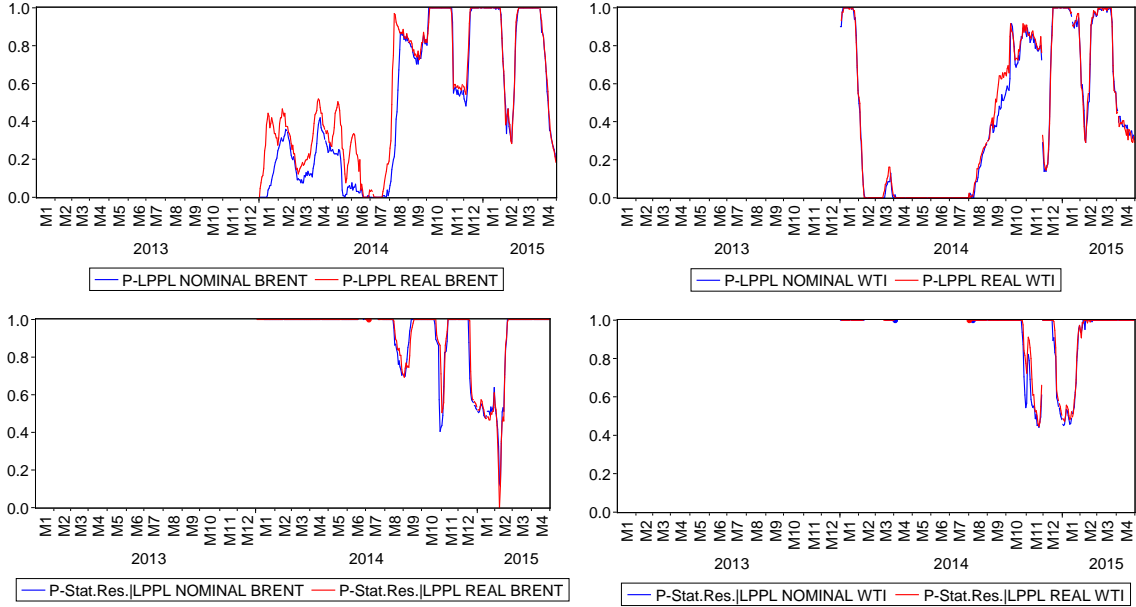 1.0
0.8
0.6
0.4
0.2
0.0
M1 M2 M3 M4 M5 M6 M7 M8 M9 M10 M11 M12 M1 M2 M3 M4 M5 M6 M7 M8 M9 M10 M11 M12 M1 M2 M3 M4
2013 2014 2015
P-LPPL NOMINAL BRENT P-LPPL REAL BRENT
1.0
0.8
0.6
0.4
0.2
0.0
M1 M2 M3 M4 M5 M6 M7 M8 M9 M10 M11 M12 M1 M2 M3 M4 M5 M6 M7 M8 M9 M10 M11 M12 M1 M2 M3 M4
2013 2014 2015
P-LPPL NOMINAL WTI P-LPPL REAL WTI
1.0
0.8
0.6
0.4
0.2
0.0
M1 M2 M3 M4 M5 M6 M7 M8 M9 M10 M11 M12 M1 M2 M3 M4 M5 M6 M7 M8 M9 M10 M11 M12 M1 M2 M3 M4
2013 2014 2015
P-Stat.Res.|LPPL NOMINAL BRENT P-Stat.Res.|LPPL REAL BRENT
1.0
0.8
0.6
0.4
0.2
0.0
M1 M2 M3 M4 M5 M6 M7 M8 M9 M10 M11 M12 M1 M2 M3 M4 M5 M6 M7 M8 M9 M10 M11 M12 M1 M2 M3 M4
2013 2014 2015
P-Stat.Res.|LPPL NOMINAL WTI P-Stat.Res.|LPPL REAL WTI